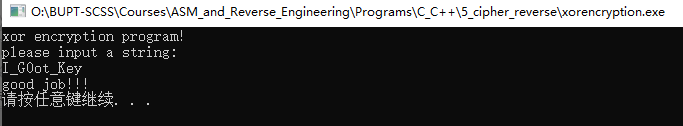 O:\BUPT-SCSS\Courses\ASM_and_Reverse_Engineering\Programs\C_C++\5_cipher_reverse\xorencryption.exe
xor encryption program!
please input a string:
I_G0ot_Key
good job!!!
请按任意键继续. . .